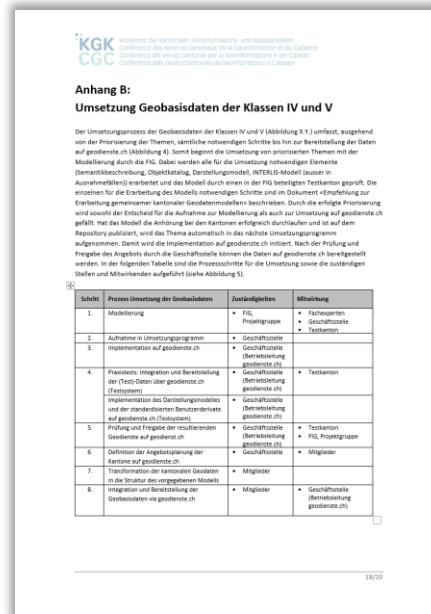 KGK
CGC
Konferenz der kantonalen Geoinformations- und Katasterstellen
Conférence des services cantonaux de la Géoinformation et du Cadastre
Conferenza dei servizi cantonali per la Geoinformazione e del Catasto
Conferenza dals posts chantunals da Geoinfurmaziun e Cataster
Anhang B:
Umsetzung Geobasisdaten der Klassen IV und V
Der Umsetzungsprozess der Geobasisdaten der Klassen IV und V (Abbildung X.Y.) umfasst, ausgehend
von der Priorisierung der Themen, sämtliche notwendigen Schritte bis hin zur Bereitstellung der Daten
auf geodienste.ch (Abbildung 4). Somit beginnt die Umsetzung von priorisierten Themen mit der
Modellierung durch die FIG. Dabei werden alle für die Umsetzung notwendigen Elemente
(Semantikbeschreibung, Objektkatalog, Darstellungsmodell, INTERLIS-Modell (ausser in
Ausnahmefällen)) erarbeitet und das Modell durch einen in der FIG beteiligten Testkanton geprüft. Die
einzelnen für die Erarbeitung des Modells notwendigen Schritte sind im Dokument «Empfehlung zur
Erarbeitung gemeinsamer kantonaler Geodatenmodellen» beschrieben. Durch die erfolgte Priorisierung
wird sowohl der Entscheid für die Aufnahme zur Modellierung als auch zur Umsetzung auf geodienste.ch
gefällt. Hat das Modell die Anhörung bei den Kantonen erfolgreich durchlaufen und ist auf dem
Repository publiziert, wird das Thema automatisch in das nächste Umsetzungsprogramm
aufgenommen. Damit wird die Implementation auf geodienste.ch initiiert. Nach der Prüfung und
Freigabe des Angebots durch die Geschäftsstelle können die Daten auf geodienste.ch bereitgestellt
werden. In der folgenden Tabelle sind die Prozessschritte für die Umsetzung sowie die zuständigen
Stellen und Mitwirkenden aufgeführt (siehe Abbildung 5).
Schritt Prozess Umsetzung der Geobasisdaten Zuständigkeiten Mitwirkung
1. Modellierung • FIG, • Fachexperten
Projektgruppe • Geschäftsstelle
• Testkanton
2. Aufnahme in Umsetzungsprogramm • Geschäftsstelle
3. Implementation auf geodienste.ch • Geschäftsstelle
(Betriebsleitung
geodienste.ch)
4. Praxistests: Integration und Bereitstellung • Geschäftsstelle • Testkanton
der (Test)-Daten über geodienste.ch (Betriebsleitung
(Testsystem) geodienste.ch)
Implementation des Darstellungsmodelles • Geschäftsstelle
und der standardisierten Benutzerderivate (Betriebsleitung
auf geodienste.ch (Testsystem) geodienste.ch)
5. Prüfung und Freigabe der resultierenden • Geschäftsstelle • Testkanton
Geodienste auf geodienst.ch (Betriebsleitung • FIG, Projektgruppe
geodienste.ch)
6. Definition der Angebotsplanung der • Geschäftsstelle • Mitglieder
Kantone auf geodienste.ch
7. Transformation der kantonalen Geodaten • Mitglieder
in die Struktur des vorgegebenen Modells
8. Integration und Bereitstellung der • Mitglieder • Geschäftsstelle
Geobasisdaten via geodienste.ch (Betriebsleitung
geodienste.ch)
18/20